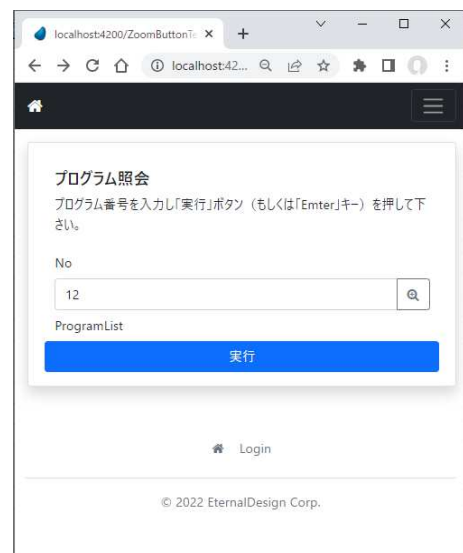 localhost:4200/ZoomButtonTe
localhost:42...
プログラム照会
プログラム番号を入力し「実行」ボタン（もしくは「Emter」キー）を押して下
さい。
No
12
ProgramList
実行
Login
© 2022 EternalDesign Corp.